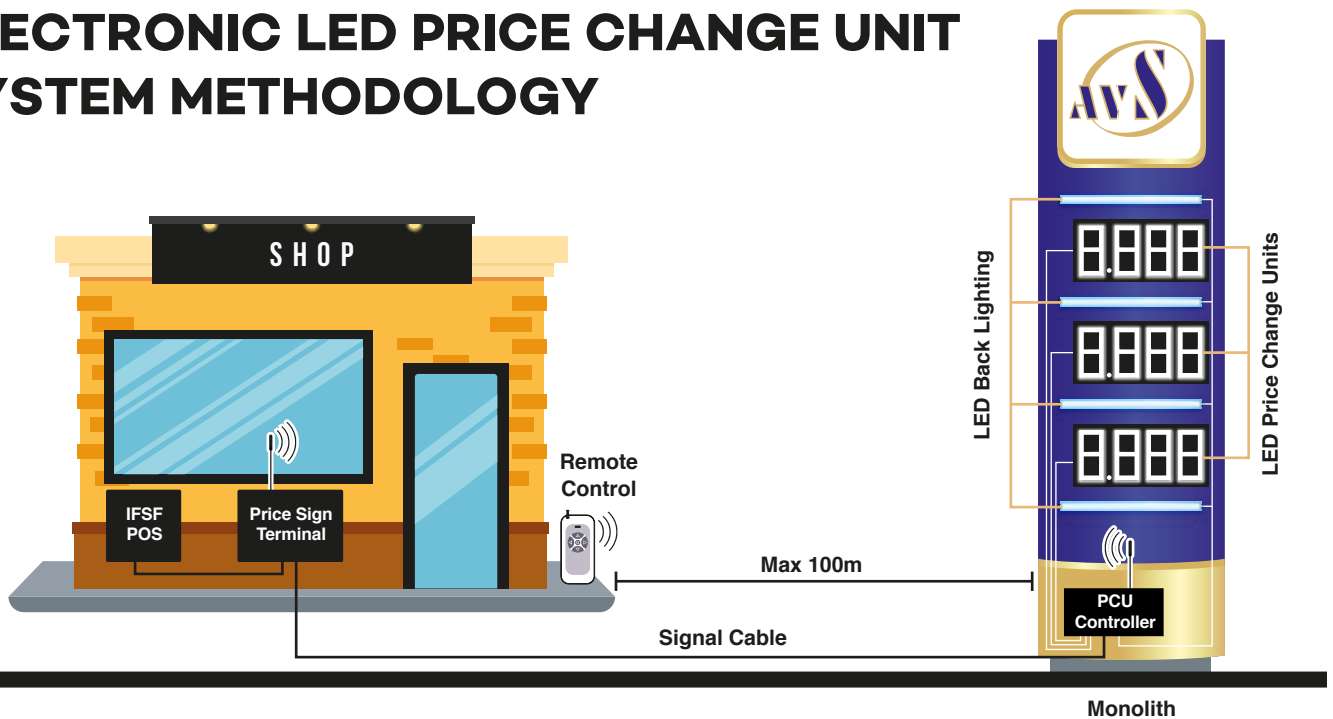 ECTRONIC LED PRICE CHANGE UNIT
YSTEM METHODOLOGY
AVS
SHOP
LED Back Lighting
LED Price Change Units
Remote
Control
IFSF
POS
Price Sign
Terminal
Max 100m
PCU
Controller
Signal Cable
Monolith